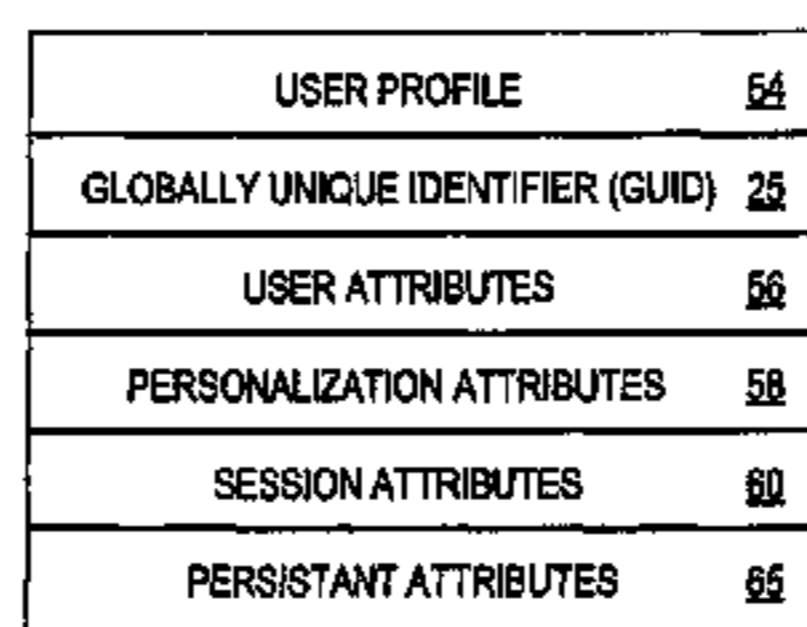 USER PROFILE 54
GLOBALLY UNIQUE IDENTIFIER (GUID) 25
USER ATTRIBUTES 56
PERSONALIZATION ATTRIBUTES 58
SESSION ATTRIBUTES 60
PERSISTANT ATTRIBUTES 65